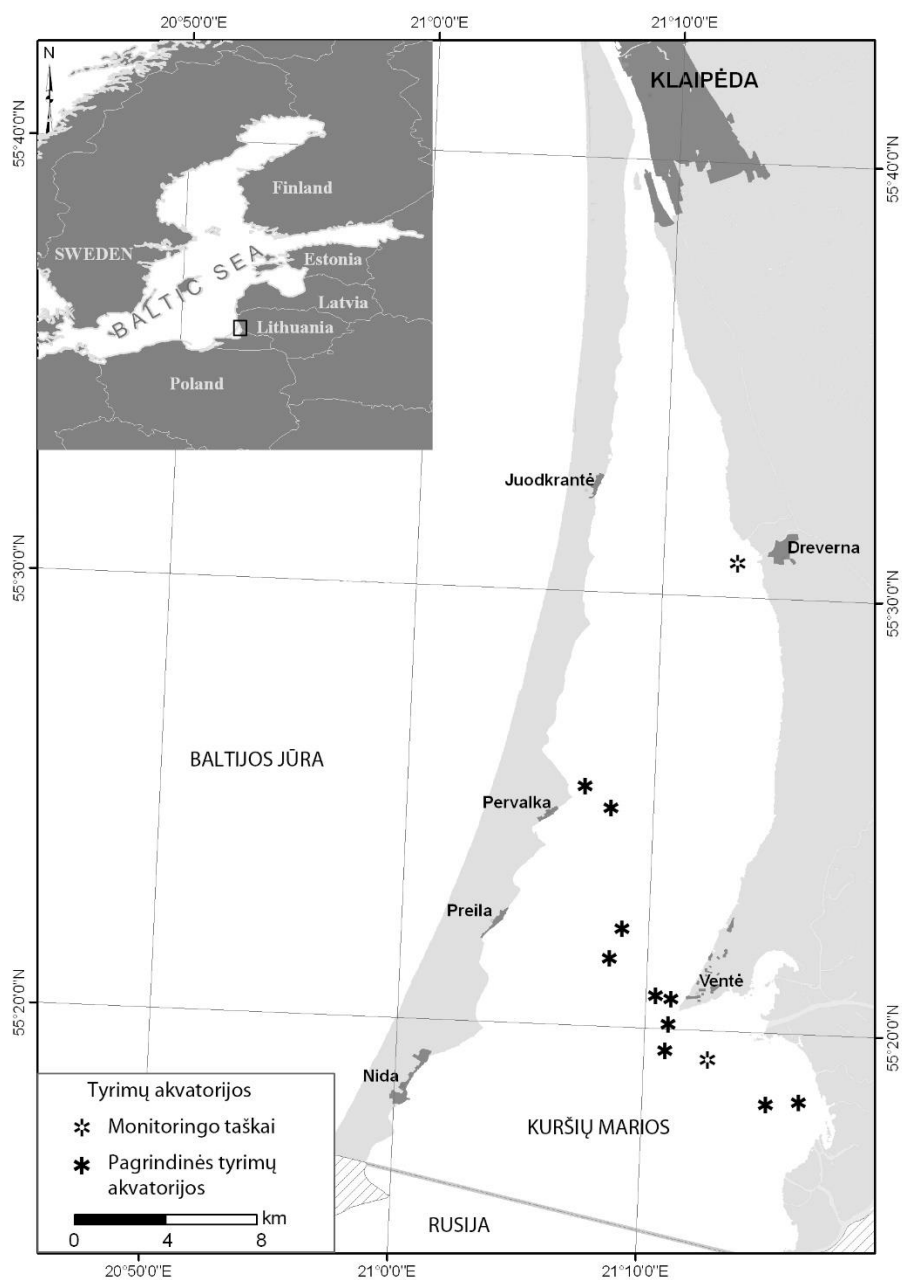 20°50'0"E
21°0'0"E
21°10'0"E
N
KLAIPĖDA
55°40'0"N
55°40'0"N
Finland
SWEDEN
Estonia
BALTIC SEA
Latvia
Lithuania
Poland
Juodkrantė
Dreverna
55°30'0"N
55°30'0"N
BALTIJOS JŪRA
Pervalka
Preila
Ventė
55°20'0"N
55°20'0"N
Nida
KURŠIŲ MARIOS
Tyrimų akvatorijos
Monitoringo taškai
Pagrindinės tyrimų
akvatorijos
km
0 4 8
RUSIJA
20°50'0"E
21°0'0"E
21°10'0"E